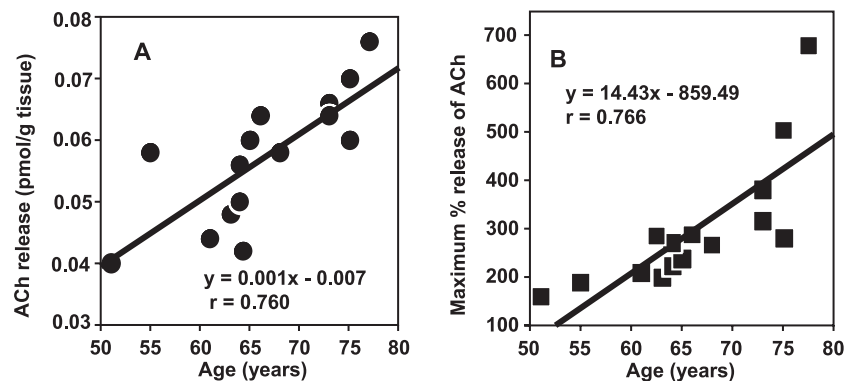 0.08
0.07
0.06
0.05
0.04
0.03
ACh release (pmol/g tissue)
A
y = 0.001x - 0.007
r = 0.760
50 55 60 65 70 75 80
Age (years)
700
600
500
400
300
200
100
Maximum % release of ACh
B
y = 14.43x - 859.49
r = 0.766
50 55 60 65 70 75 80
Age (years)